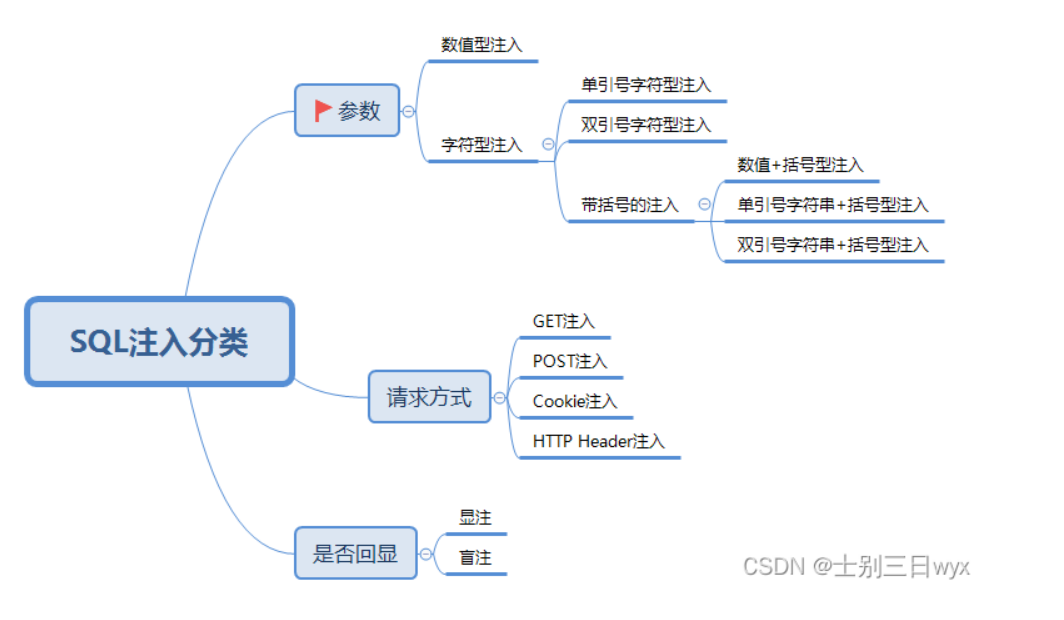 SQL注入分类
参数
数值型注入
字符型注入
单引号字符型注入
双引号字符型注入
带括号的注入
数值+括号型注入
单引号字符串+括号型注入
双引号字符串+括号型注入
请求方式
GET注入
POST注入
Cookie注入
HTTP Header注入
是否回显
显注
盲注
CSDN @士别三日wyx